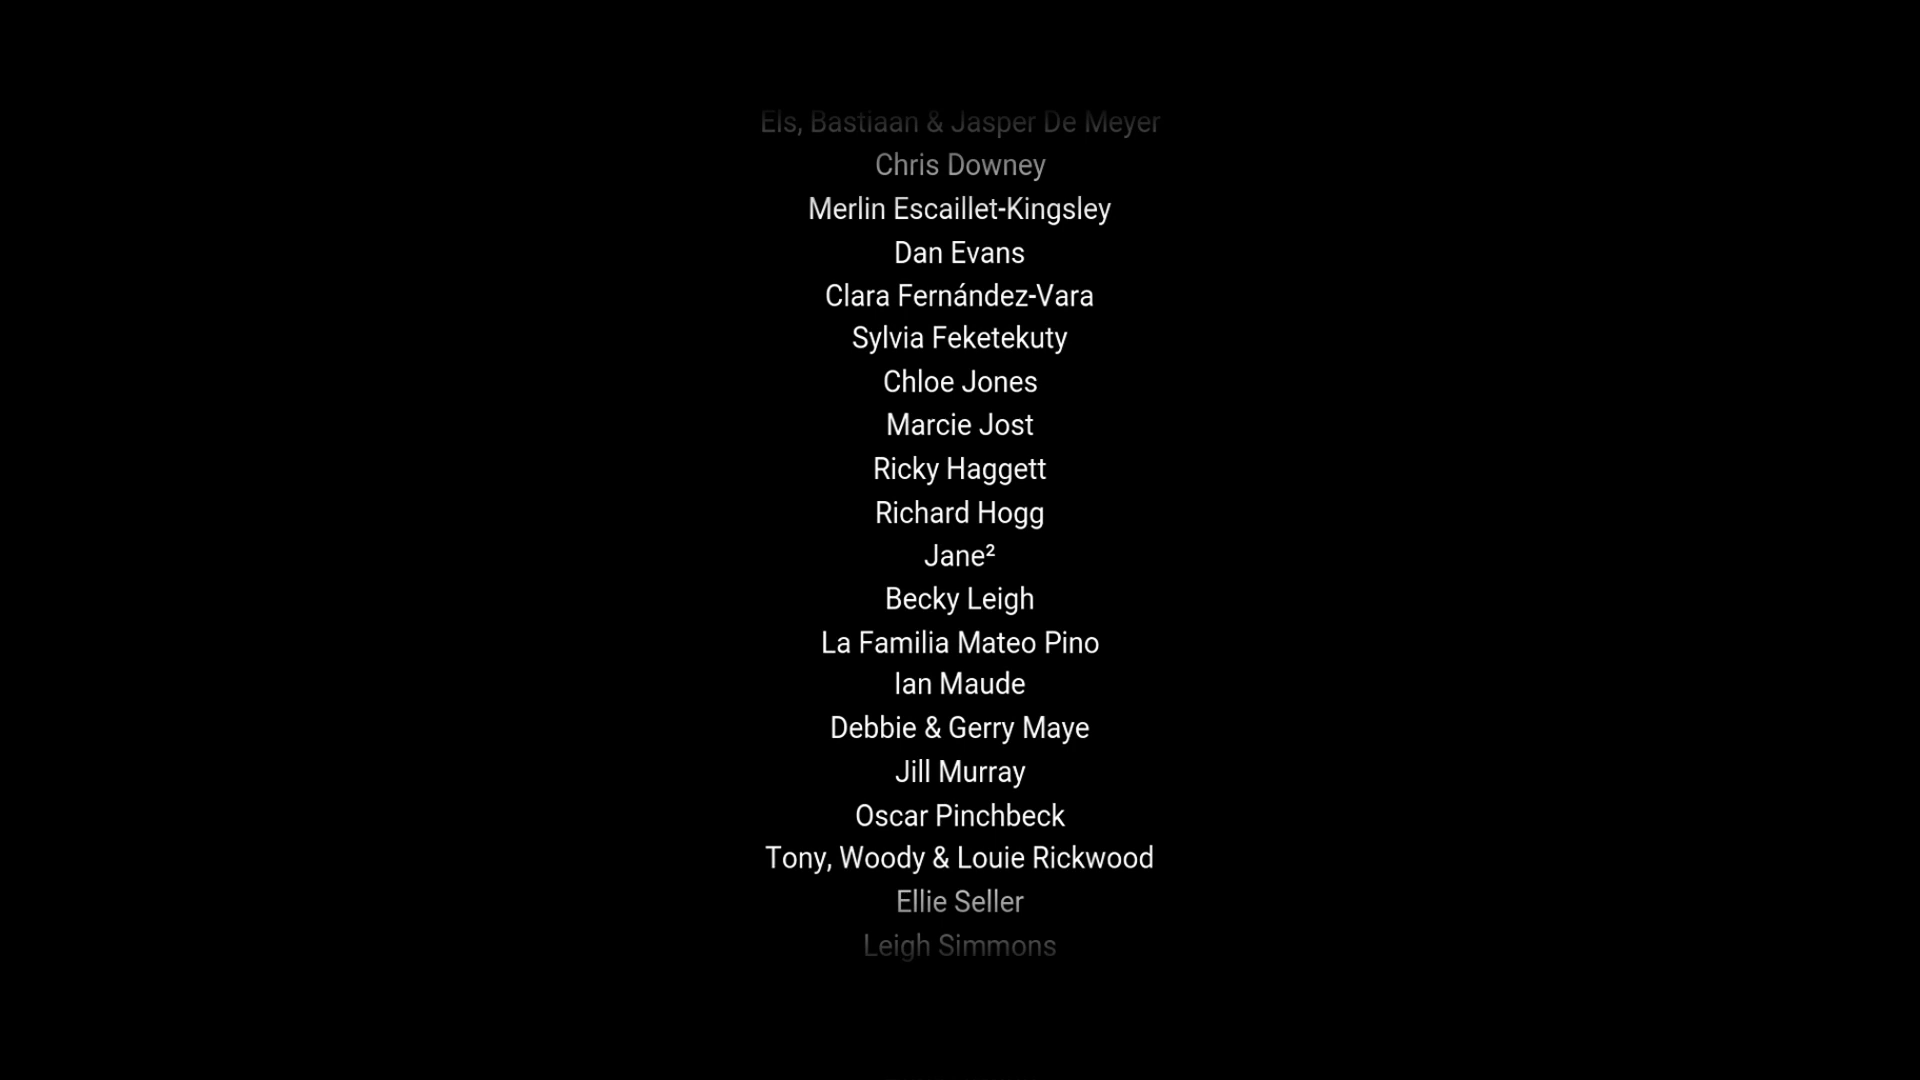 Els, Bastiaan & Jasper De Meyer
Chris Downey
Merlin Escaillet-Kingsley
Dan Evans
Clara Fernández-Vara
Sylvia Feketekuty
Chloe Jones
Marcie Jost
Ricky Haggett
Richard Hogg
Jane²
Becky Leigh
La Familia Mateo Pino
Ian Maude
Debbie & Gerry Maye
Jill Murray
Oscar Pinchbeck
Tony, Woody & Louie Rickwood
Ellie Seller
Leigh Simmons